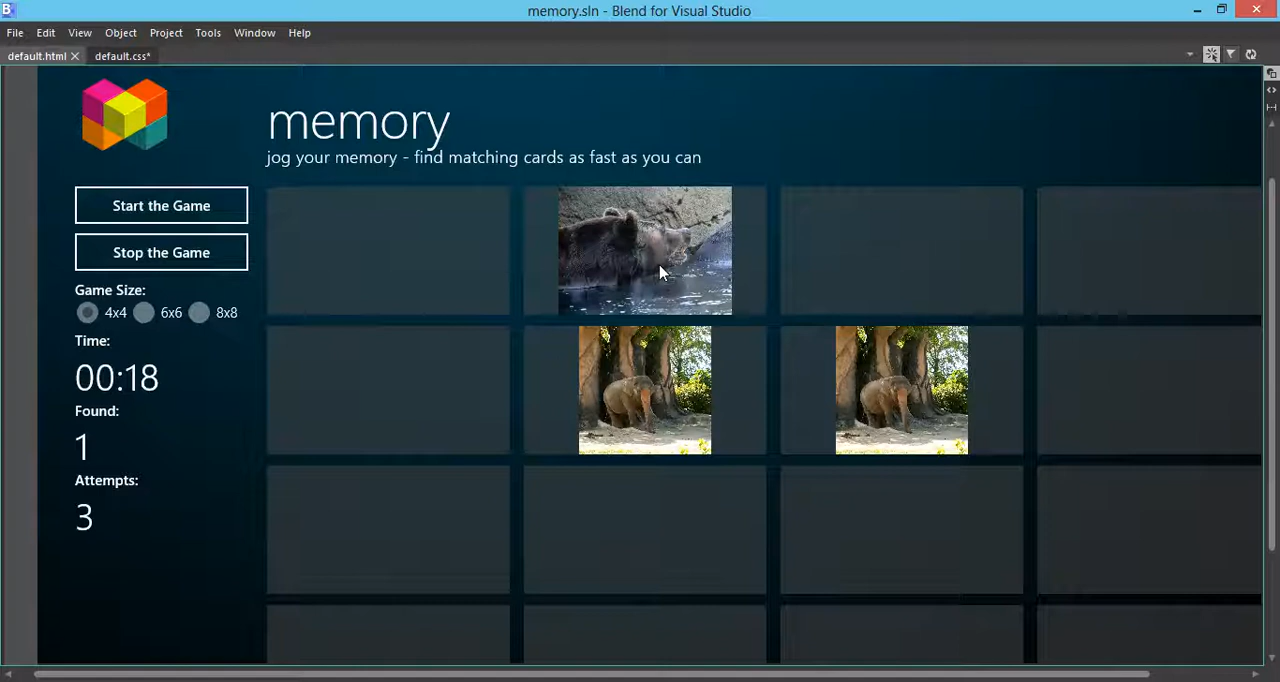 B
memory.sln - Blend for Visual Studio
File Edit View Object Project Tools Window Help
default.html default.css*
memory
jog your memory - find matching cards as fast as you can
Start the Game
Stop the Game
Game Size:
4x4 6x6 8x8
Time:
00:18
Found:
1
Attempts:
3